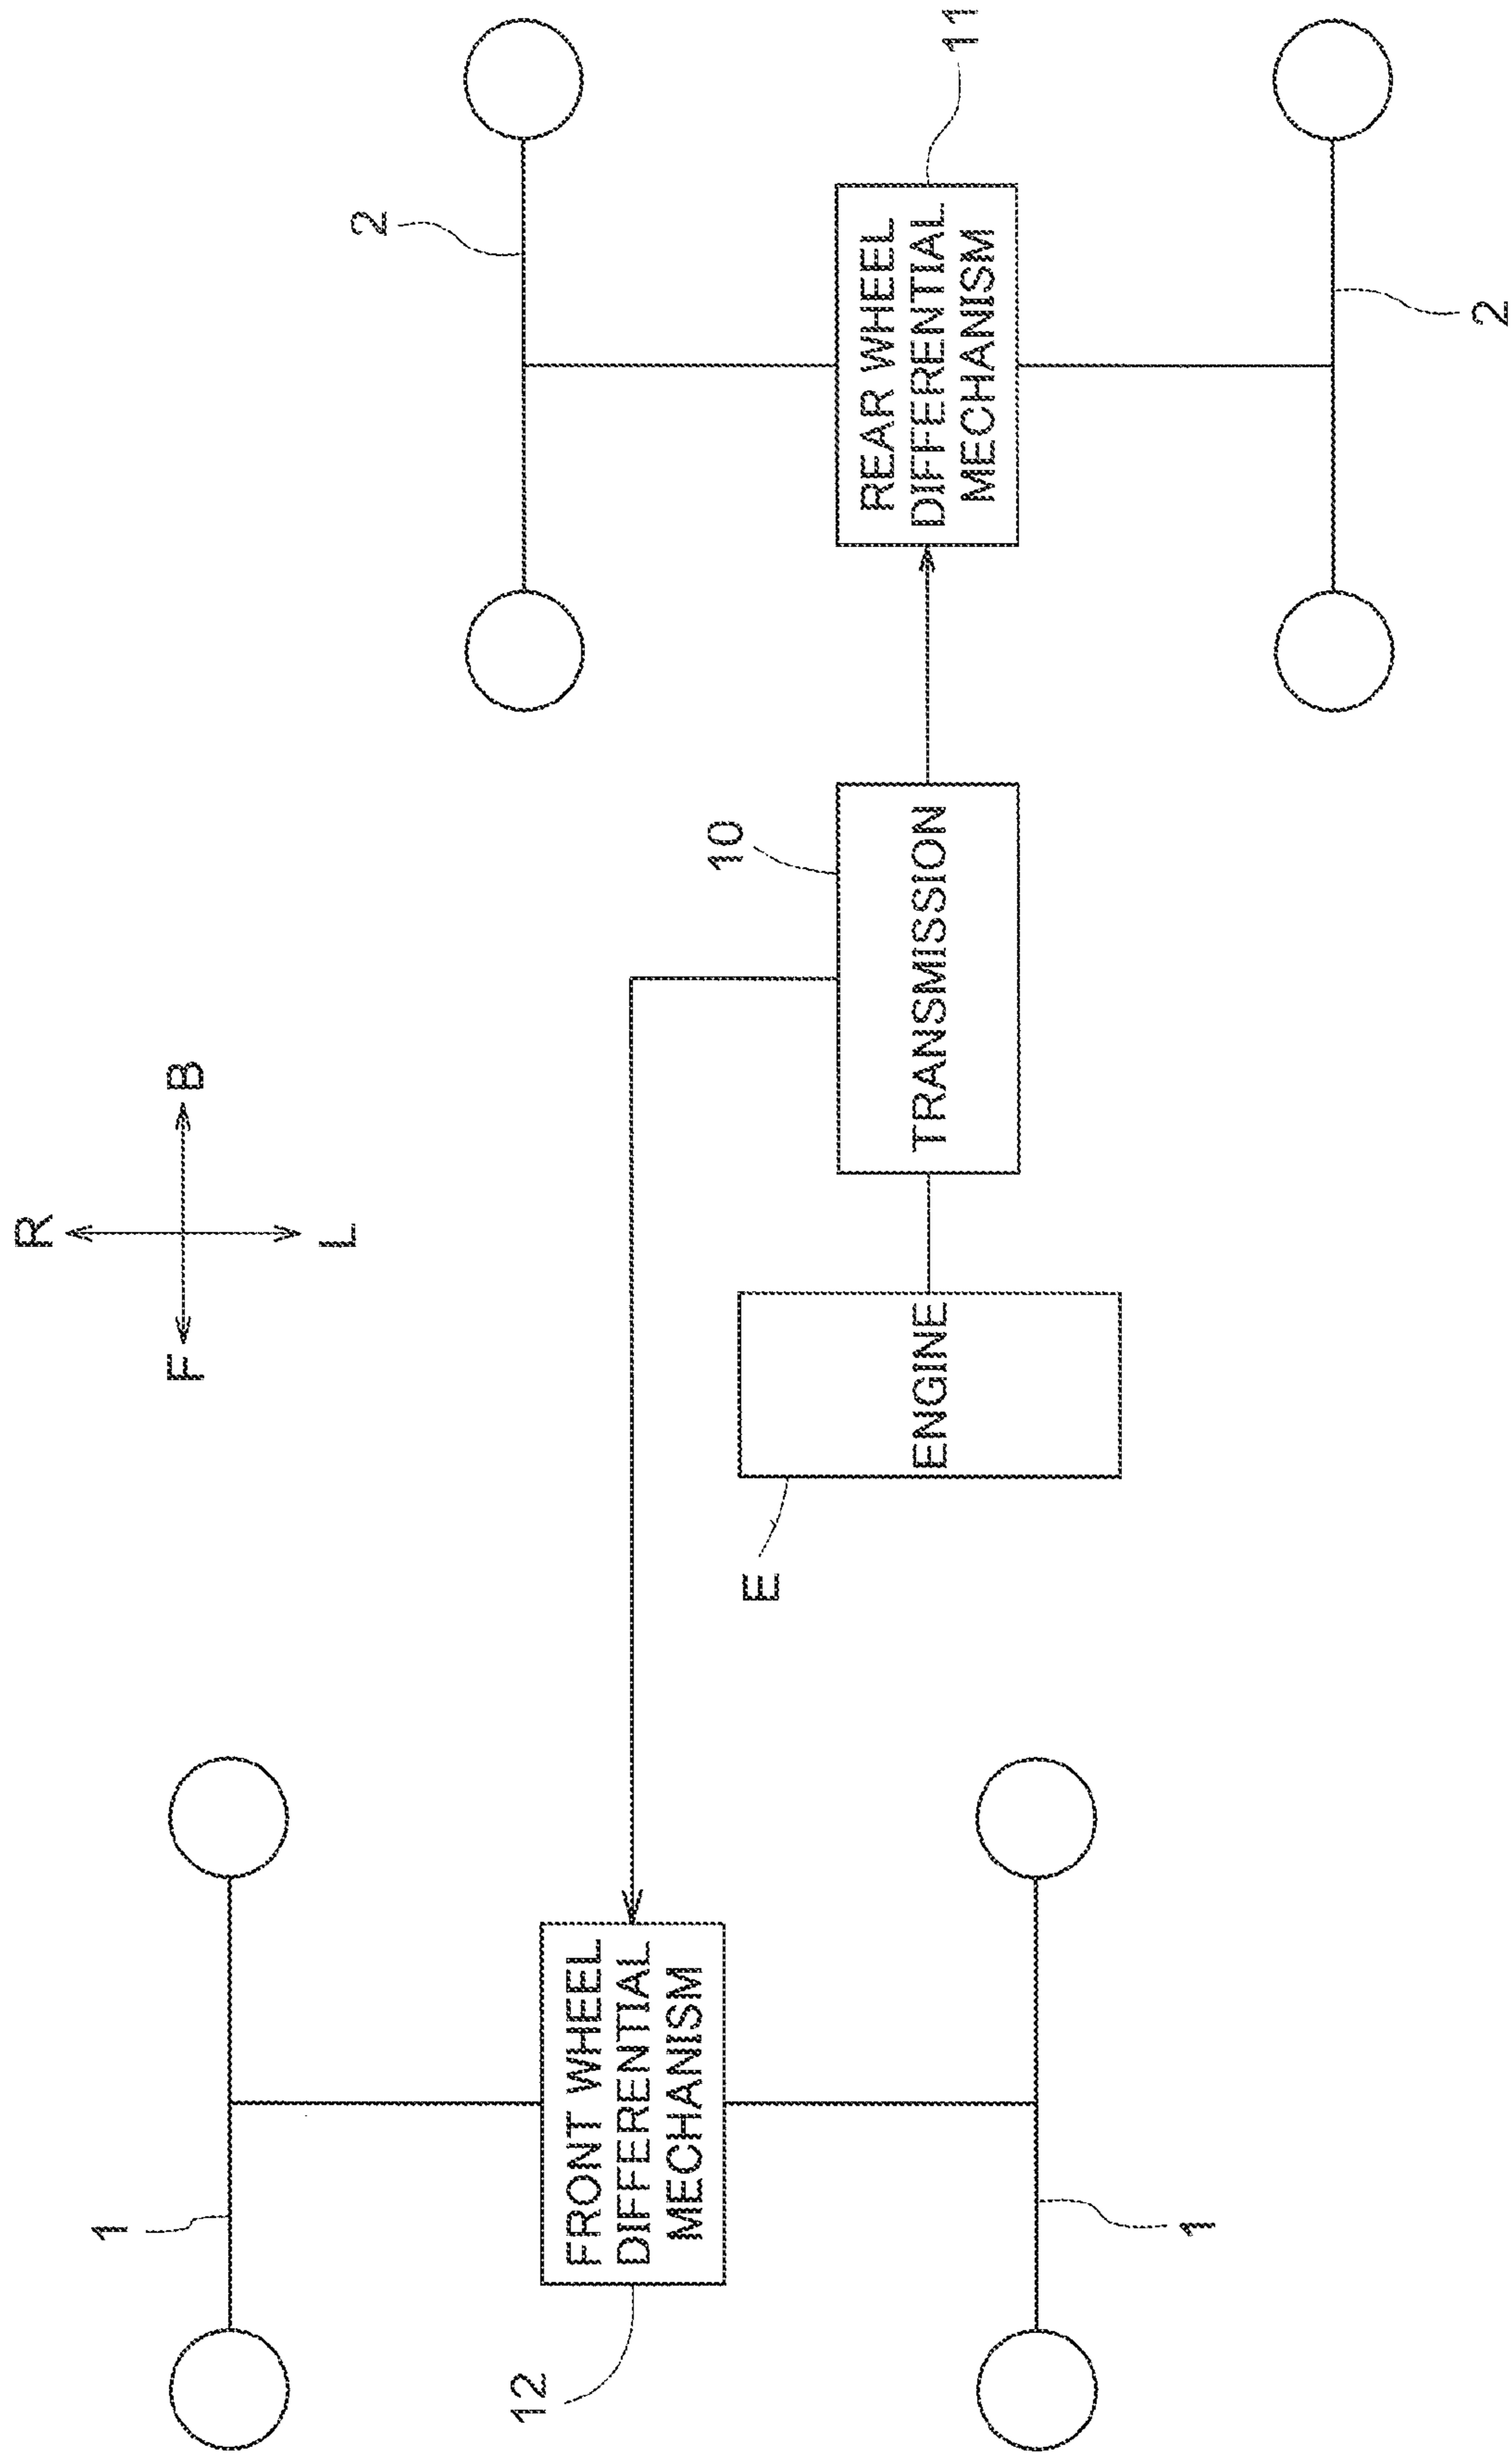 R
F
B
L
2
11
REAR WHEEL
DIFFERENTIAL
MECHANISM
2
10
TRANSMISSION
ENGINE
E
1
FRONT WHEEL
DIFFERENTIAL
MECHANISM
12
1